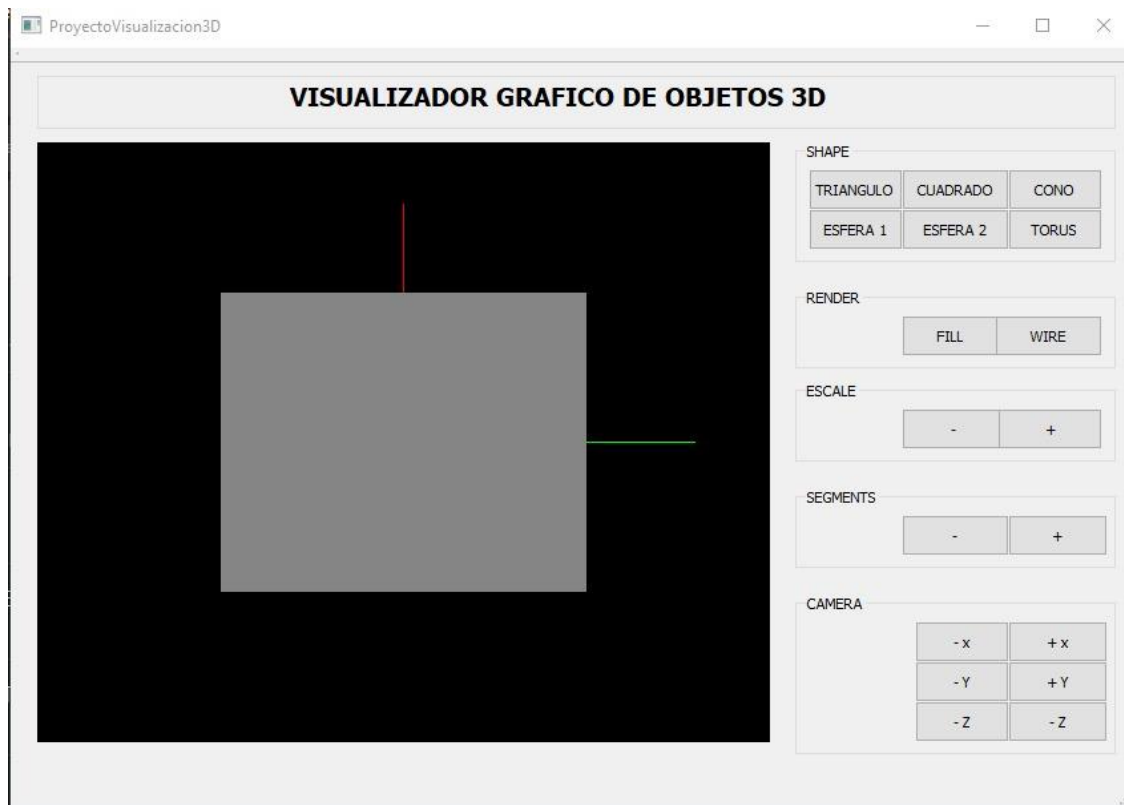 ProyectoVisualizacion3D
VISUALIZADOR GRAFICO DE OBJETOS 3D
SHAPE
TRIANGULO CUADRADO CONO
ESFERA 1 ESFERA 2 TORUS
RENDER
FILL WIRE
ESCALE
- +
SEGMENTS
- +
CAMERA
- x + x
- Y + Y
- Z - Z